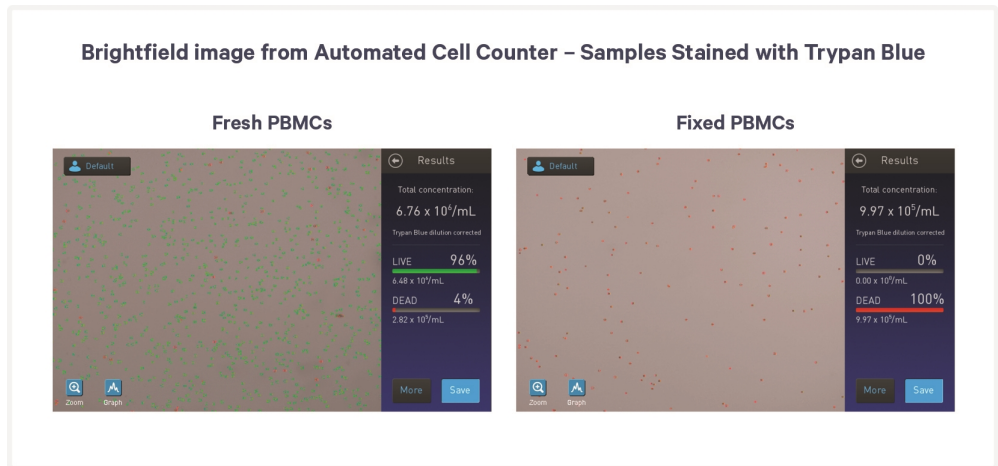 Brightfield image from Automated Cell Counter – Samples Stained with Trypan Blue
Fresh PBMCs
Default
Results
Total concentration:
6.76 x 10⁶/mL
Trypan Blue dilution corrected
LIVE 96%
6.48 x 10⁶/mL
DEAD 4%
2.82 x 10⁵/mL
Zoom
Graph
More
Save
Fixed PBMCs
Default
Results
Total concentration:
9.97 x 10⁵/mL
Trypan Blue dilution corrected
LIVE 0%
0.00 x 10⁰/mL
DEAD 100%
9.97 x 10⁵/mL
Zoom
Graph
More
Save